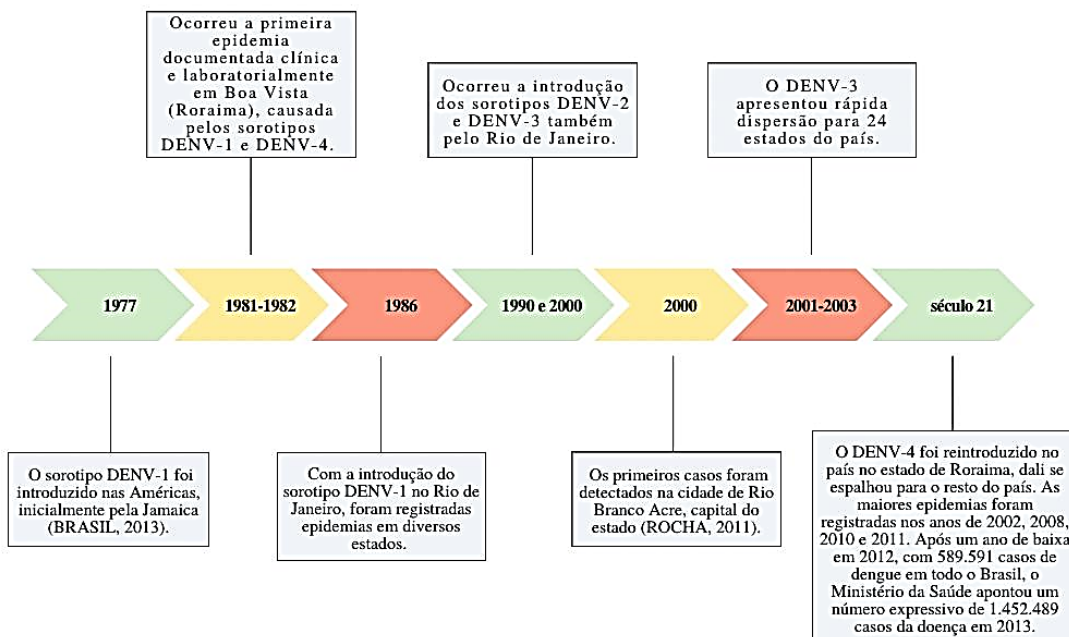 Ocorreu a primeira
epidemia
documentada clínica
e laboratorialmente
em Boa Vista
(Roraima), causada
pelos sorotipos
DENV-1 e DENV-4.
Ocorreu a introdução
dos sorotipos DENV-2
e DENV-3 também
pelo Rio de Janeiro.
O DENV-3
apresentou rápida
dispersão para 24
estados do país.
1977
1981-1982
1986
1990 e 2000
2000
2001-2003
século 21
O sorotipo DENV-1 foi
introduzido nas Américas,
inicialmente pela Jamaica
(BRASIL, 2013).
Com a introdução do
sorotipo DENV-1 no Rio de
Janeiro, foram registradas
epidemias em diversos
estados.
Os primeiros casos foram
detectados na cidade de Rio
Branco Acre, capital do
estado (ROCHA, 2011).
O DENV-4 foi reintroduzido no
país no estado de Roraima, dali se
espalhou para o resto do país. As
maiores epidemias foram
registradas nos anos de 2002, 2008,
2010 e 2011. Após um ano de baixa
em 2012, com 589.591 casos de
dengue em todo o Brasil, o
Ministério da Saúde apontou um
número expressivo de 1.452.489
casos da doença em 2013.